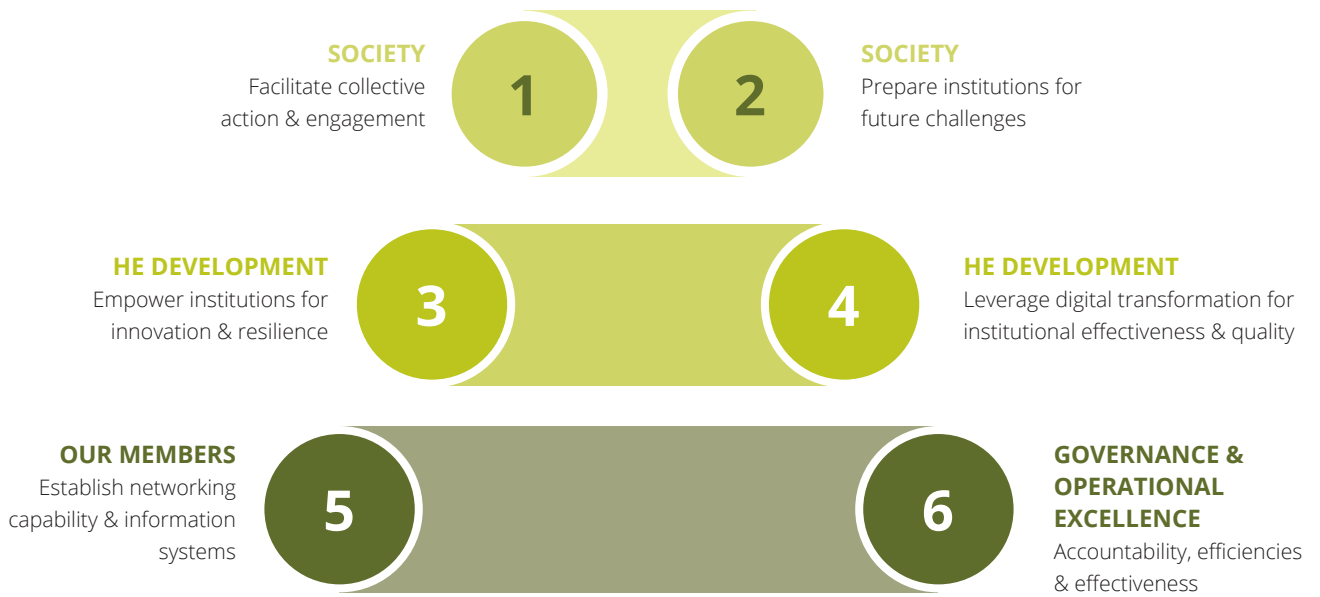 1
SOCIETY
Facilitate collective
action & engagement
2
SOCIETY
Prepare institutions for
future challenges
3
HE DEVELOPMENT
Empower institutions for
innovation & resilience
4
HE DEVELOPMENT
Leverage digital transformation for
institutional effectiveness & quality
5
OUR MEMBERS
Establish networking
capability & information
systems
6
GOVERNANCE &
OPERATIONAL
EXCELLENCE
Accountability, efficiencies
& effectiveness